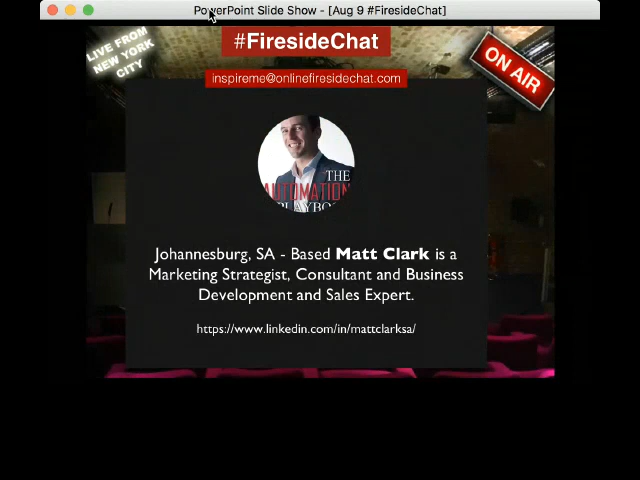 PowerPoint Slide Show - [Aug 9 #FiresideChat]
LIVE FROM
NEW YORK
CITY
#FiresideChat
ON AIR
inspireme@onlinefiresidechat.com
THE
AUTOMATION
PLAYBOO
Johannesburg, SA - Based Matt Clark is a
Marketing Strategist, Consultant and Business
Development and Sales Expert.
https://www.linkedin.com/in/mattclarksa/